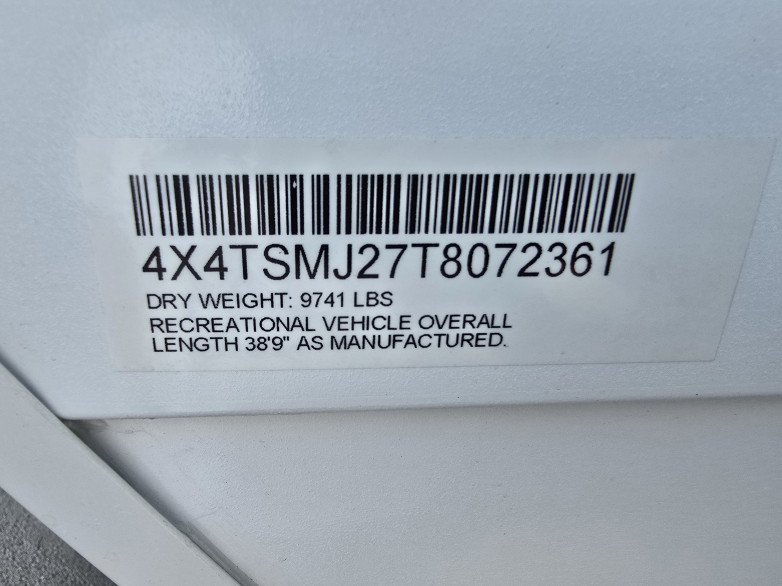 4X4TSMJ27T8072361
DRY WEIGHT: 9741 LBS
RECREATIONAL VEHICLE OVERALL
LENGTH 38'9" AS MANUFACTURED.